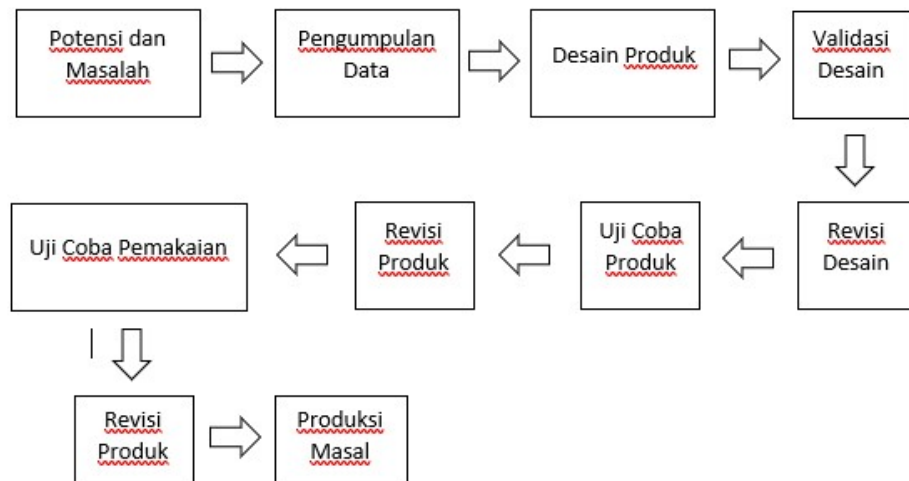 Potensi dan
Masalah
Pengumpulan
Data
Desain Produk
Validasi
Desain
Revisi
Desain
Uji Coba
Produk
Revisi
Produk
Uji Coba Pemakaian
Revisi
Produk
Produksi
Masal